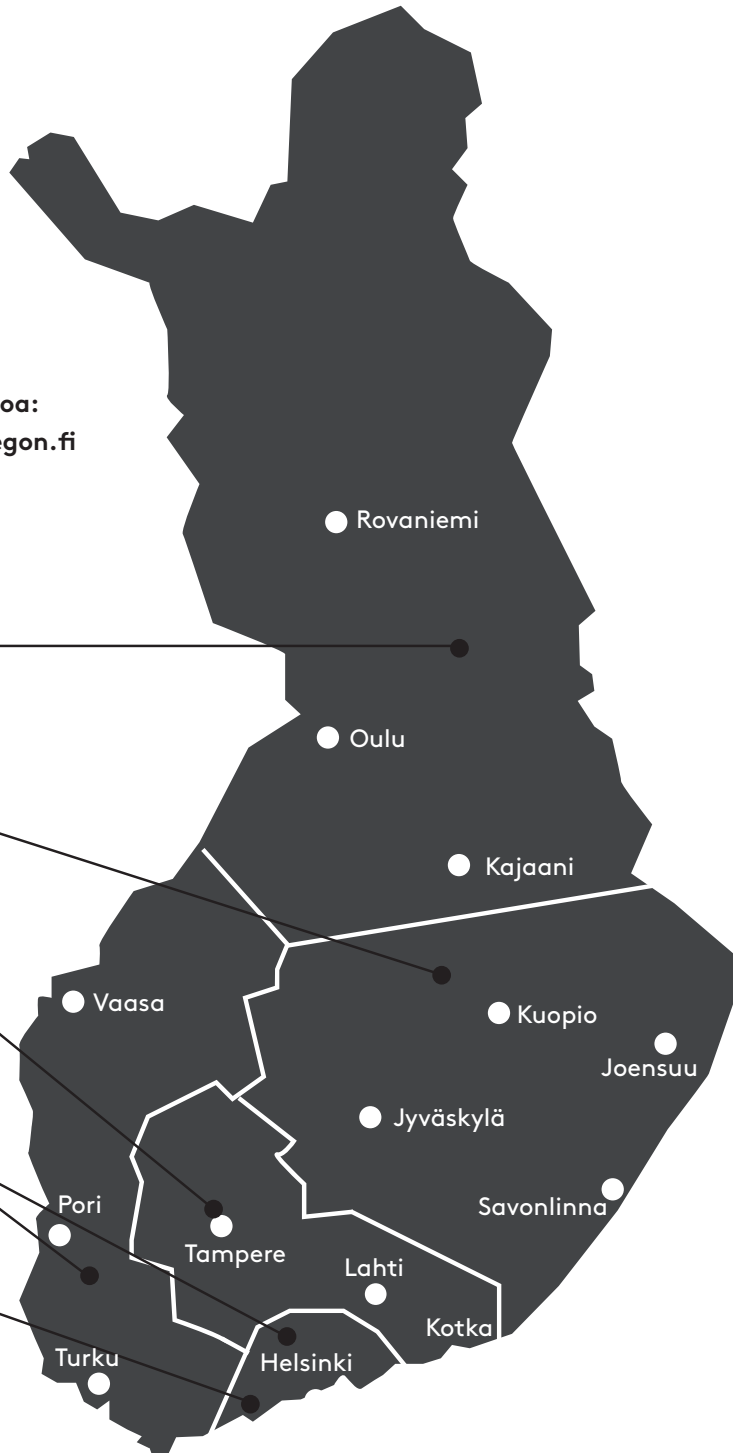 oa:
egon.fi
Rovaniemi
Oulu
Kajaani
Vaasa
Kuopio
Joensuu
Jyväskylä
Pori
Savonlinna
Tampere
Lahti
Kotka
Turku
Helsinki